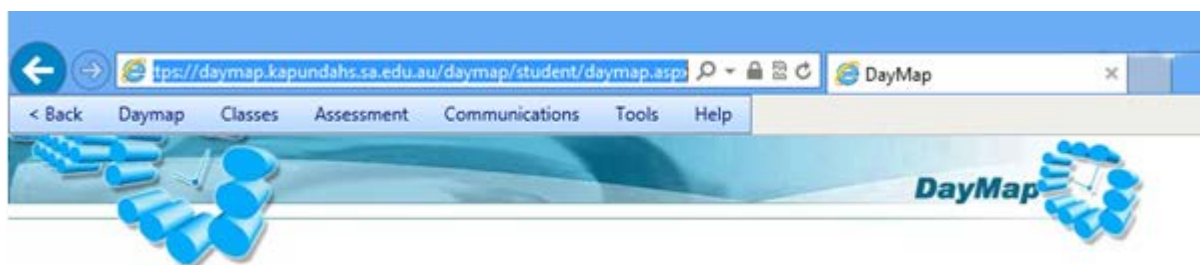 tps://daymap.kapundahs.sa.edu.au/daymap/student/daymap.aspx
DayMap
< Back Daymap Classes Assessment Communications Tools Help
DayMap